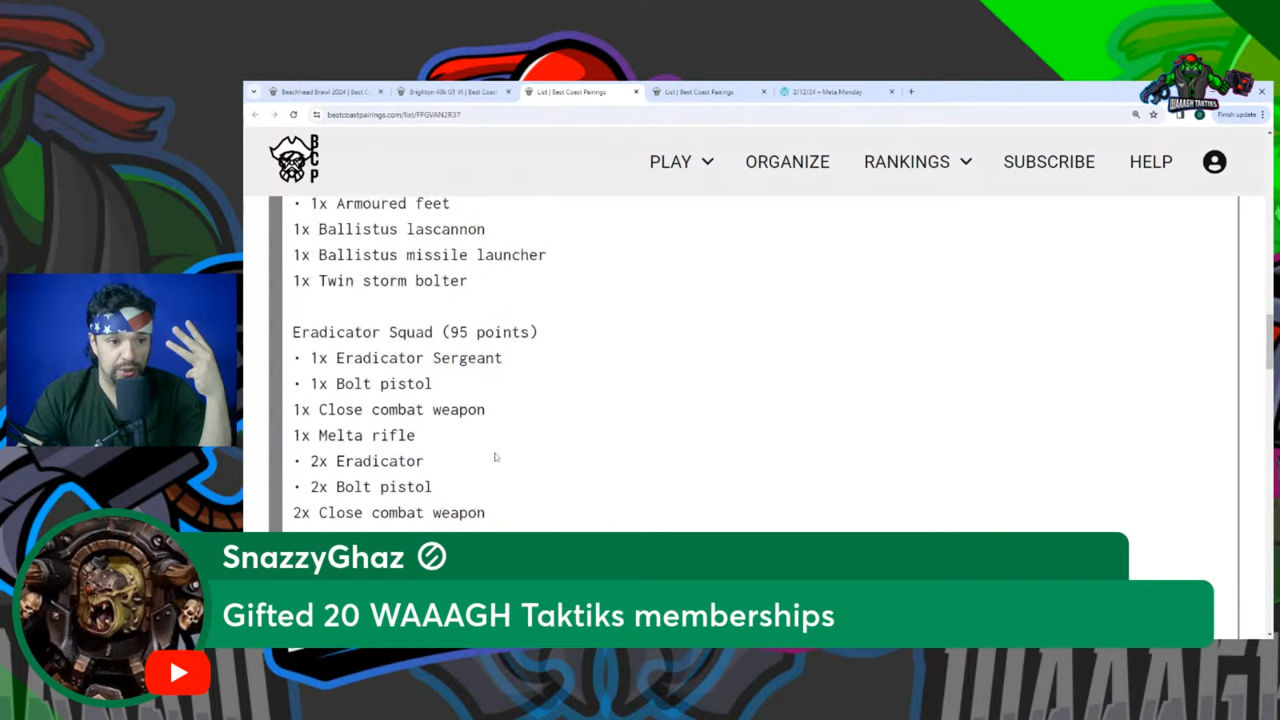 WAAAGH TAKTIKS
Beachhead Brawl 2024 | Best C
Brighton 40k GT VI | Best Coast
List | Best Coast Pairings
List | Best Coast Pairings
2/12/24 – Meta Monday
bestcoastpairings.com/list/FFGVAN2R37
Finish update
BCP
PLAY
ORGANIZE
RANKINGS
SUBSCRIBE
HELP
• 1x Armoured feet
1x Ballistus lascannon
1x Ballistus missile launcher
1x Twin storm bolter
Eradicator Squad (95 points)
• 1x Eradicator Sergeant
• 1x Bolt pistol
1x Close combat weapon
1x Melta rifle
• 2x Eradicator
• 2x Bolt pistol
2x Close combat weapon
SnazzyGhaz
Gifted 20 WAAAGH Taktiks memberships